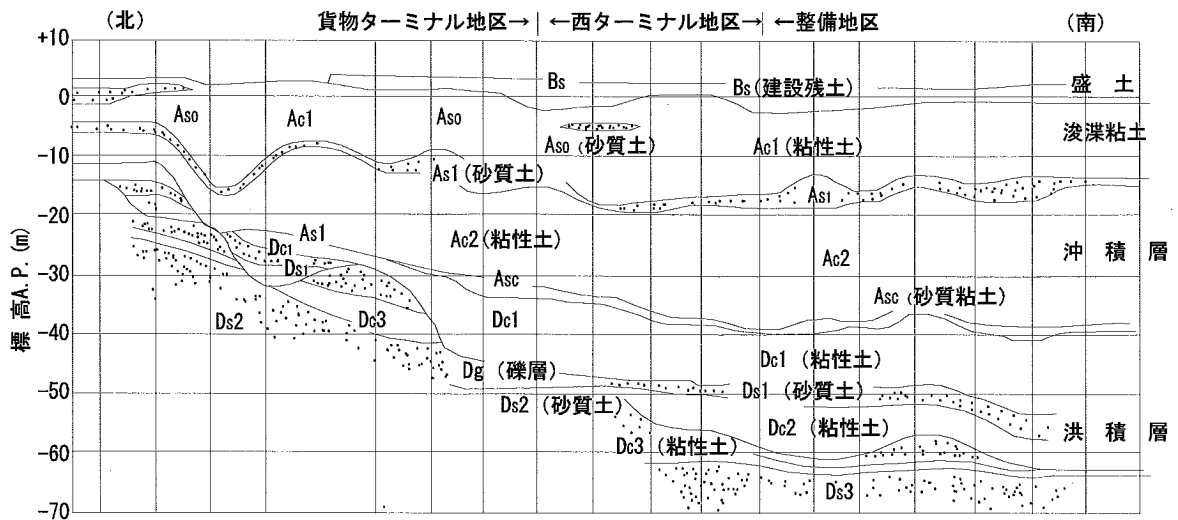 (北) 貨物ターミナル地区→ ←西ターミナル地区→ ←整備地区 (南)
+10
Bs Bs(建設残土) 盛 土
0
Aso Ac1 Aso Aso(砂質土) Ac1(粘性土) 浚渫粘土
-10
As1(砂質土) As1
-20
As1 Ac2(粘性土) Ac2 沖 積 層
Dc1
-30
Ds1 Asc Asc(砂質粘土)
Ds2 Dc3 Dc1
-40
Dc1(粘性土)
Dg(礫層)
-50
Ds1(砂質土)
Ds2(砂質土) Dc2(粘性土) 洪 積 層
Dc3(粘性土)
-60
Ds3
-70
標 高A.P.(m)